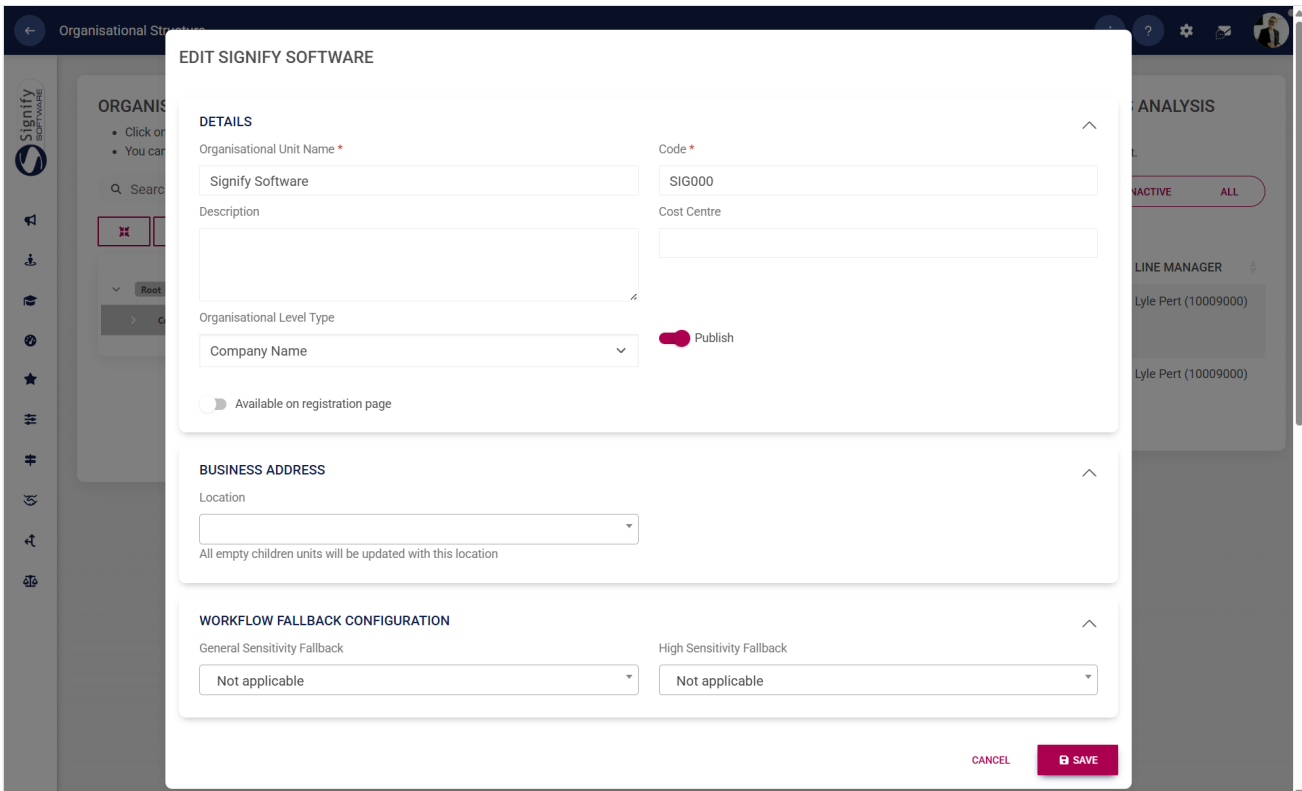 Organisational Str
?
EDIT SIGNIFY SOFTWARE
Signify
SOFTWARE
ORGANIS
ANALYSIS
Click or
You can
t.
Searc
NACTIVE
ALL
Root
LINE MANAGER
Lyle Pert (10009000)
Lyle Pert (10009000)
DETAILS
Organisational Unit Name *
Code *
Signify Software
SIG000
Description
Cost Centre
Organisational Level Type
Publish
Company Name
Available on registration page
BUSINESS ADDRESS
Location
All empty children units will be updated with this location
WORKFLOW FALLBACK CONFIGURATION
General Sensitivity Fallback
High Sensitivity Fallback
Not applicable
Not applicable
CANCEL
SAVE